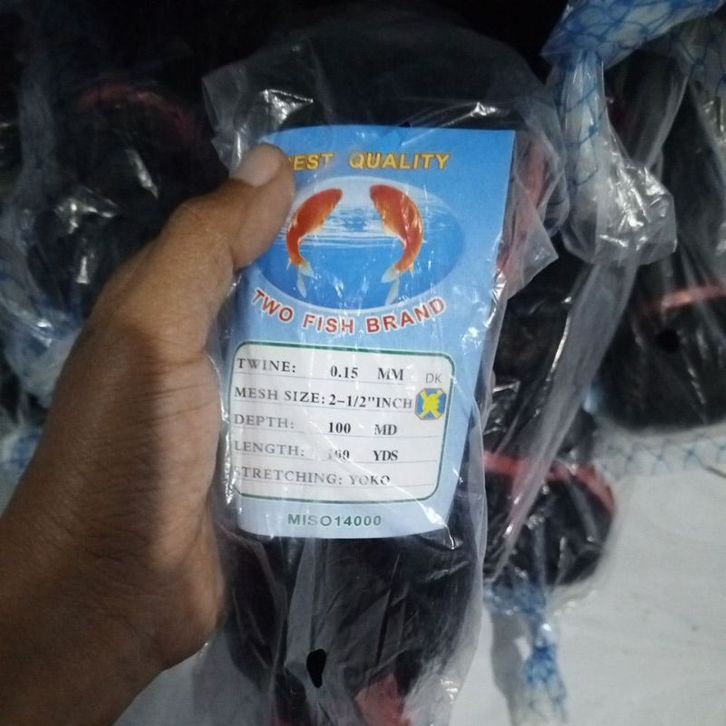 BEST QUALITY
TWO FISH BRAND
TWINE: 0.15 MM
DK
MESH SIZE: 2-1/2"INCH
DEPTH: 100 MD
LENGTH: 100 YDS
STRETCHING: YOKO
MISO14000